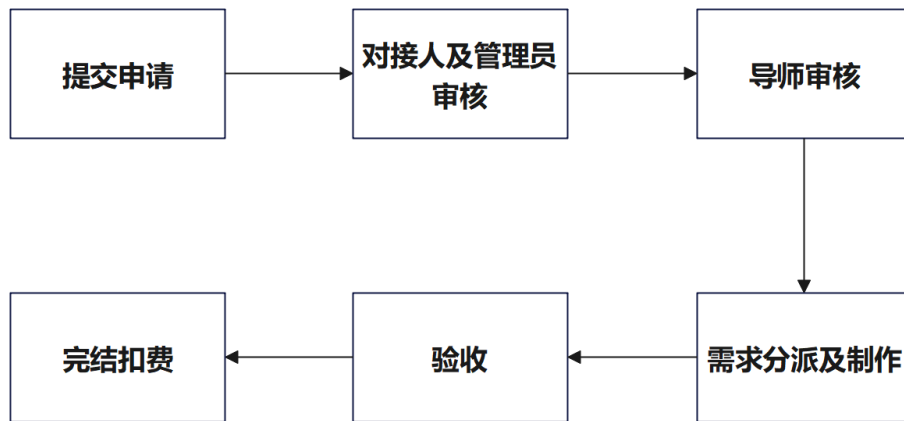 提交申请
对接人及管理员
审核
导师审核
需求分派及制作
验收
完结扣费